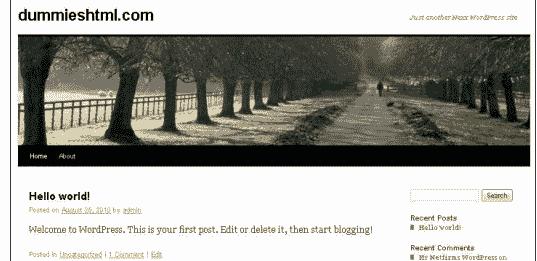 dummieshtml.com
Just another Nexx WordPress site
Home About
Hello world!
Posted on August 26, 2010 by admin
Welcome to WordPress. This is your first post. Edit or delete it, then start blogging!
Posted in Uncategorized | 1 Comment | Edit
Search
Recent Posts
Hello world!
Recent Comments
Mr Netfirms WordPress on